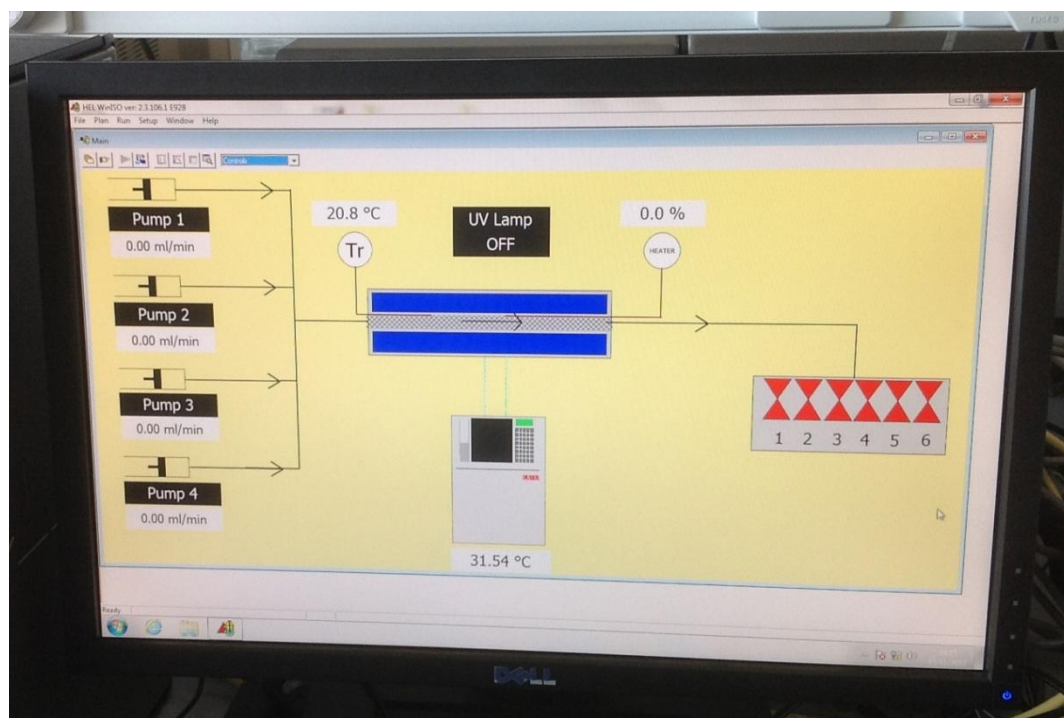 HEL WinISO ver: 2.3.106.1 E928
File Plan Run Setup Window Help
Main
Controls
Pump 1
0.00 ml/min
Pump 2
0.00 ml/min
Pump 3
0.00 ml/min
Pump 4
0.00 ml/min
20.8 °C
Tr
UV Lamp
OFF
0.0 %
HEATER
31.54 °C
1 2 3 4 5 6
Ready
DELL